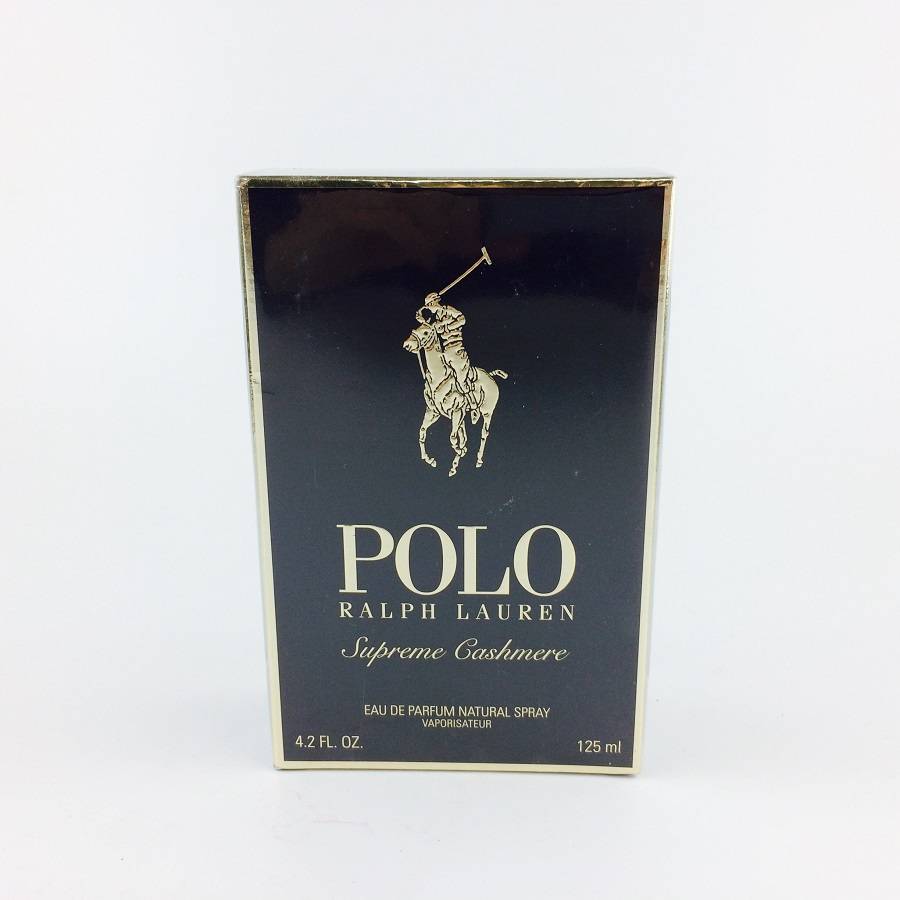 POLO
RALPH LAUREN
Supreme Cashmere
EAU DE PARFUM NATURAL SPRAY
VAPORISATEUR
4.2 FL. OZ. 125 ml